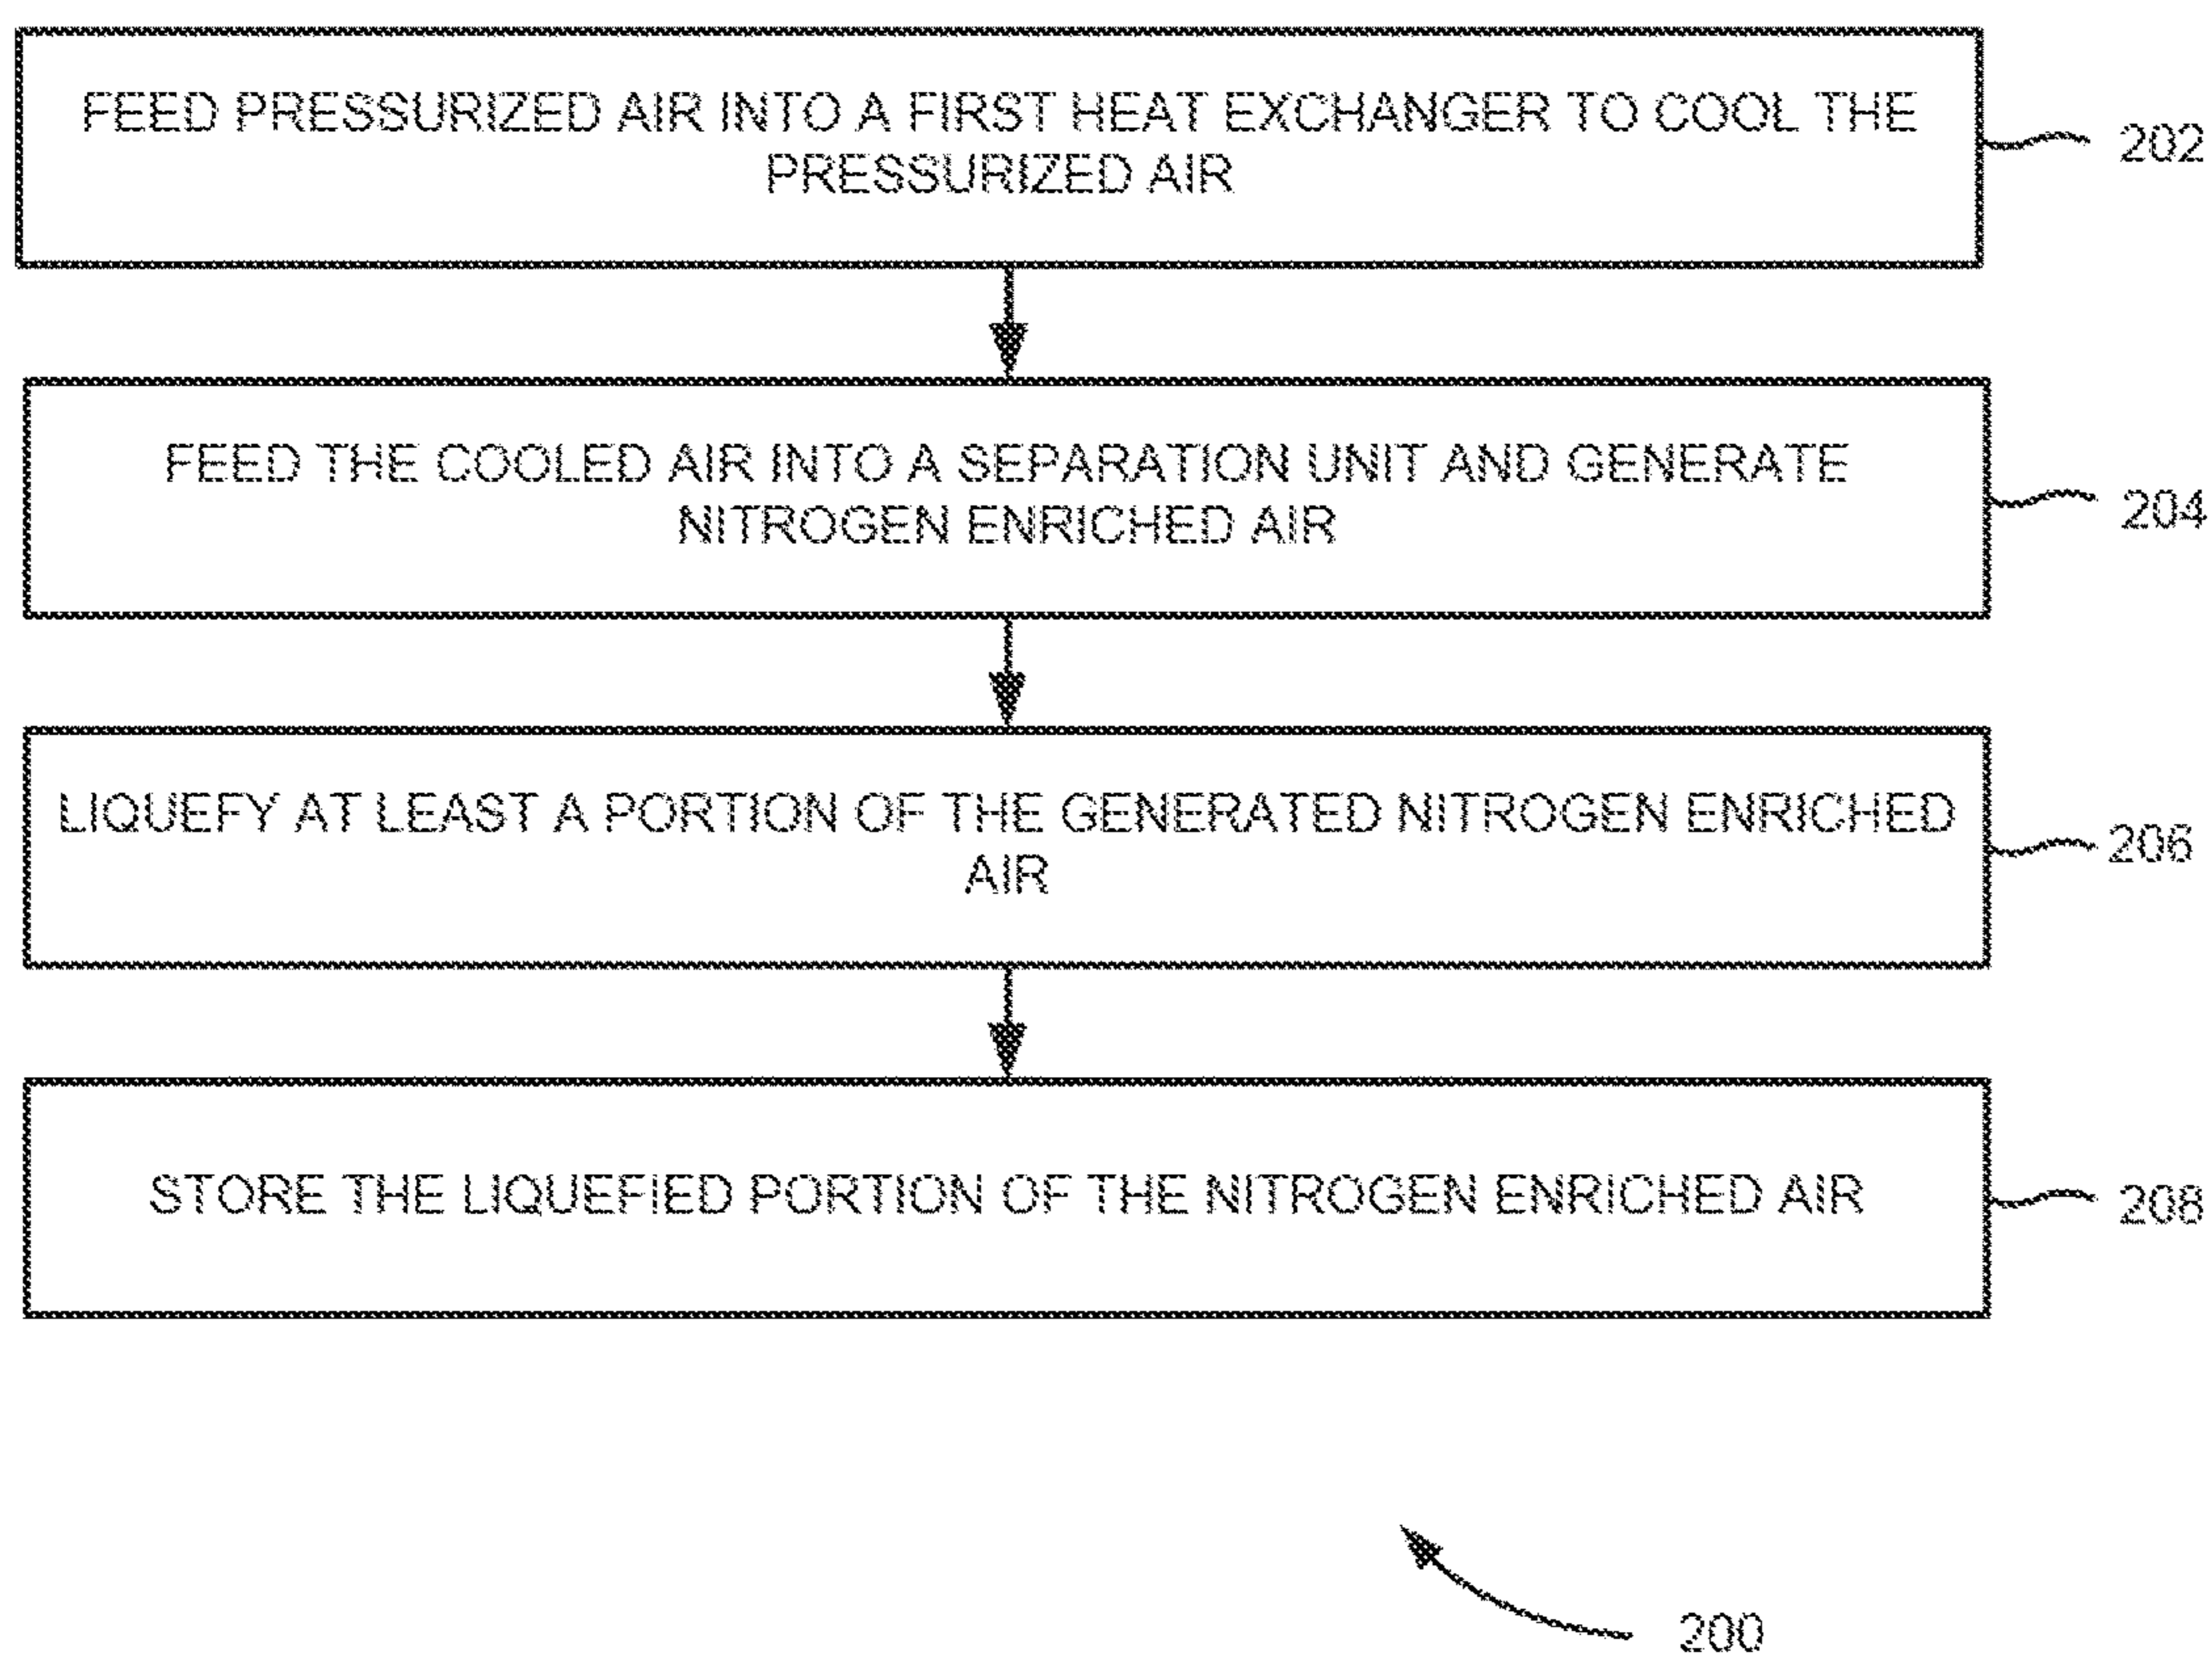 FEED PRESSURIZED AIR INTO A FIRST HEAT EXCHANGER TO COOL THE
PRESSURIZED AIR
202
FEED THE COOLED AIR INTO A SEPARATION UNIT AND GENERATE
NITROGEN ENRICHED AIR
204
LIQUEFY AT LEAST A PORTION OF THE GENERATED NITROGEN ENRICHED
AIR
206
STORE THE LIQUEFIED PORTION OF THE NITROGEN ENRICHED AIR
208
200